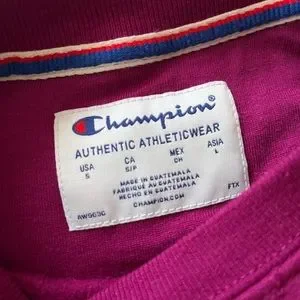 Champion
AUTHENTIC ATHLETICWEAR
USA CA MEX ASIA
S S/P CH L
MADE IN GUATEMALA
FABRIQUÉ AU GUATEMALA
HECHO EN GUATEMALA
CHAMPION.COM
FTX